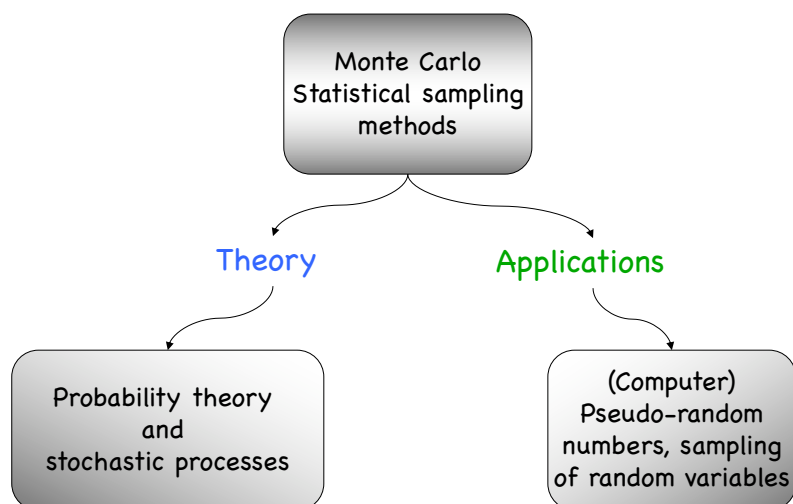 Monte Carlo
Statistical sampling
methods
Theory
Applications
Probability theory
and
stochastic processes
(Computer)
Pseudo-random
numbers, sampling
of random variables